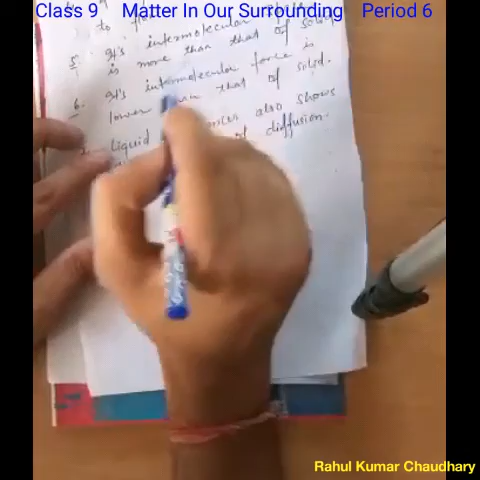 Class 9 Matter In Our Surrounding Period 6
to
5. It's intermolecular
is more than that of solid
6. It's intermolecular force is
lower than that of solid.
Liquid also shows
of diffusion.
Rahul Kumar Chaudhary